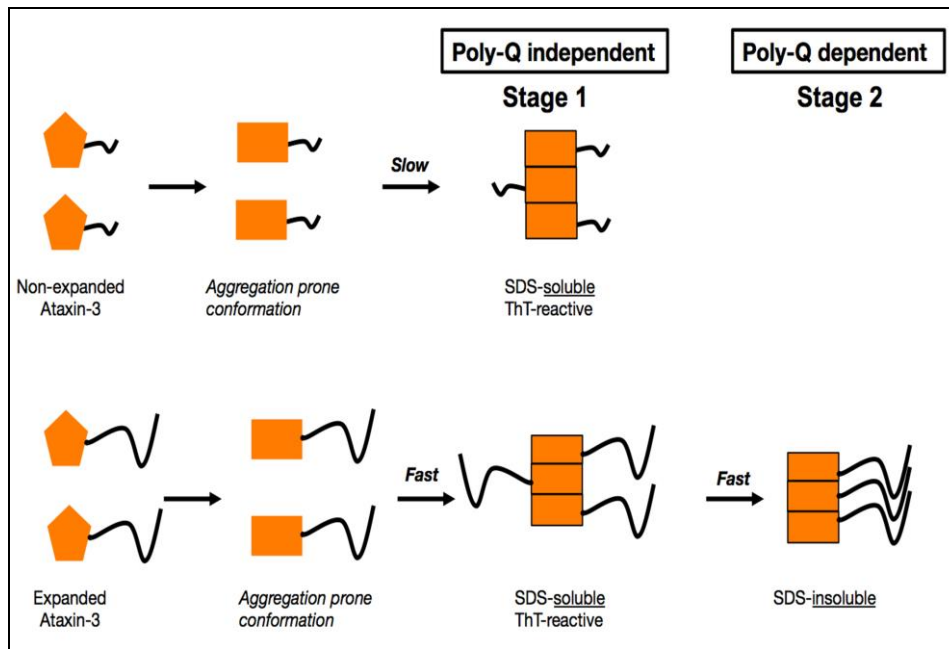 Poly-Q independent
Poly-Q dependent
Stage 1
Stage 2
Slow
Non-expanded
Ataxin-3
Aggregation prone
conformation
SDS-soluble
ThT-reactive
Fast
Fast
Expanded
Ataxin-3
Aggregation prone
conformation
SDS-soluble
ThT-reactive
SDS-insoluble